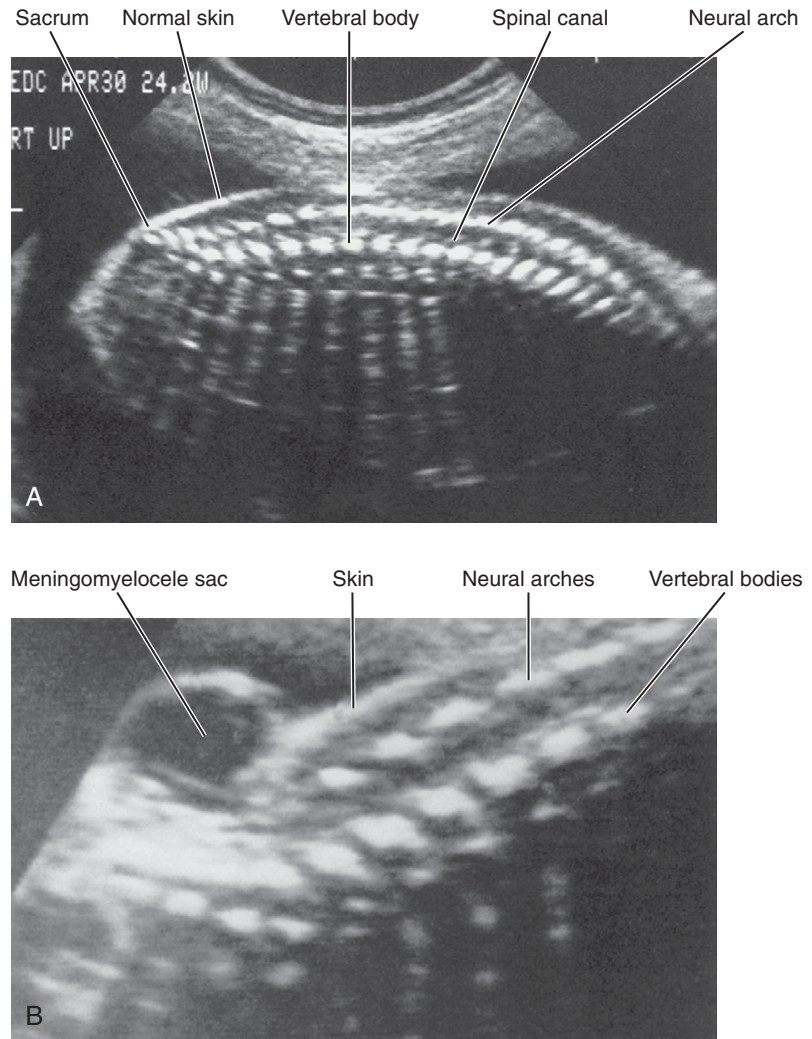 Sacrum Normal skin Vertebral body Spinal canal Neural arch
EDC APR30 24.2W
RT UP
A
Meningomyelocele sac Skin Neural arches Vertebral bodies
B